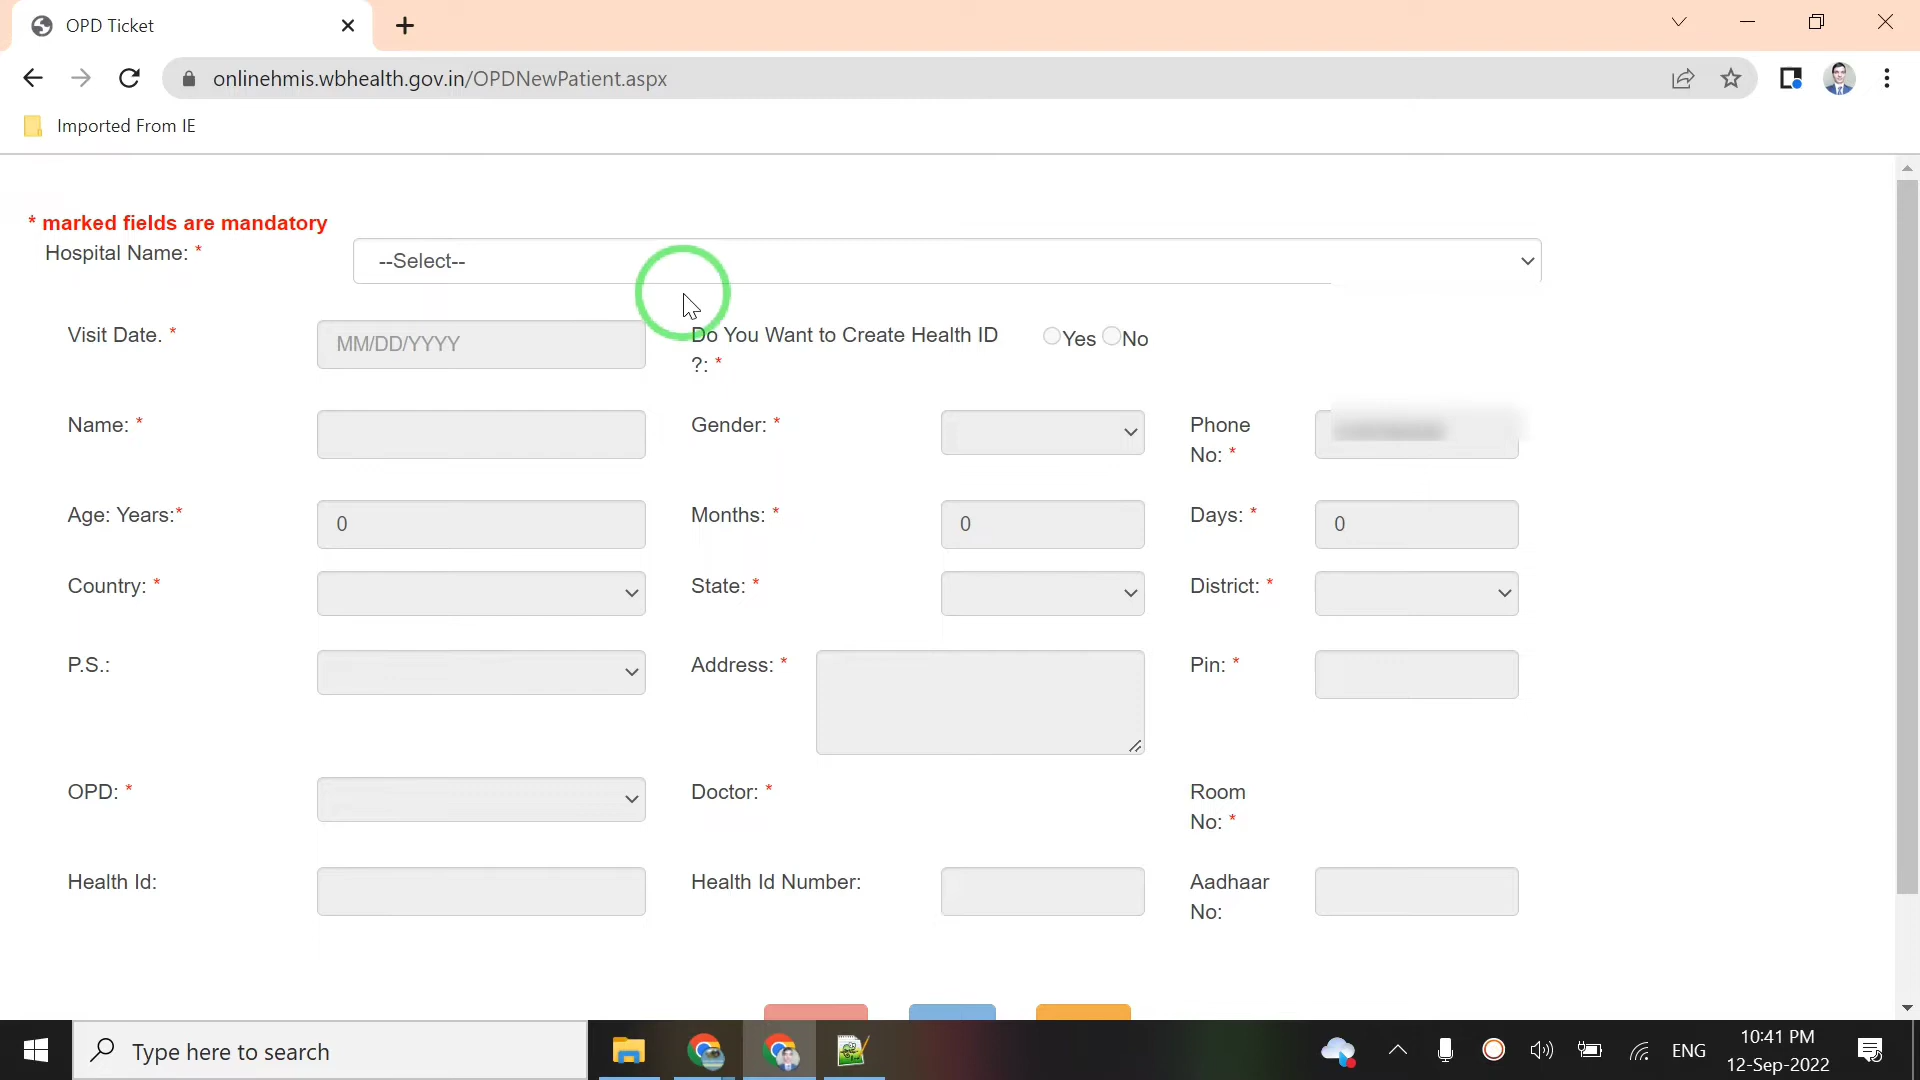 OPD Ticket
onlinehmis.wbhealth.gov.in/OPDNewPatient.aspx
Imported From IE
* marked fields are mandatory
Hospital Name: * --Select--
Visit Date. * MM/DD/YYYY Do You Want to Create Health ID ?: * Yes No
Name: * Gender: * Phone No: *
Age: Years:* 0 Months: * 0 Days: * 0
Country: * State: * District: *
P.S.: Address: * Pin: *
OPD: * Doctor: * Room No: *
Health Id: Health Id Number: Aadhaar No:
Type here to search
ENG
10:41 PM
12-Sep-2022